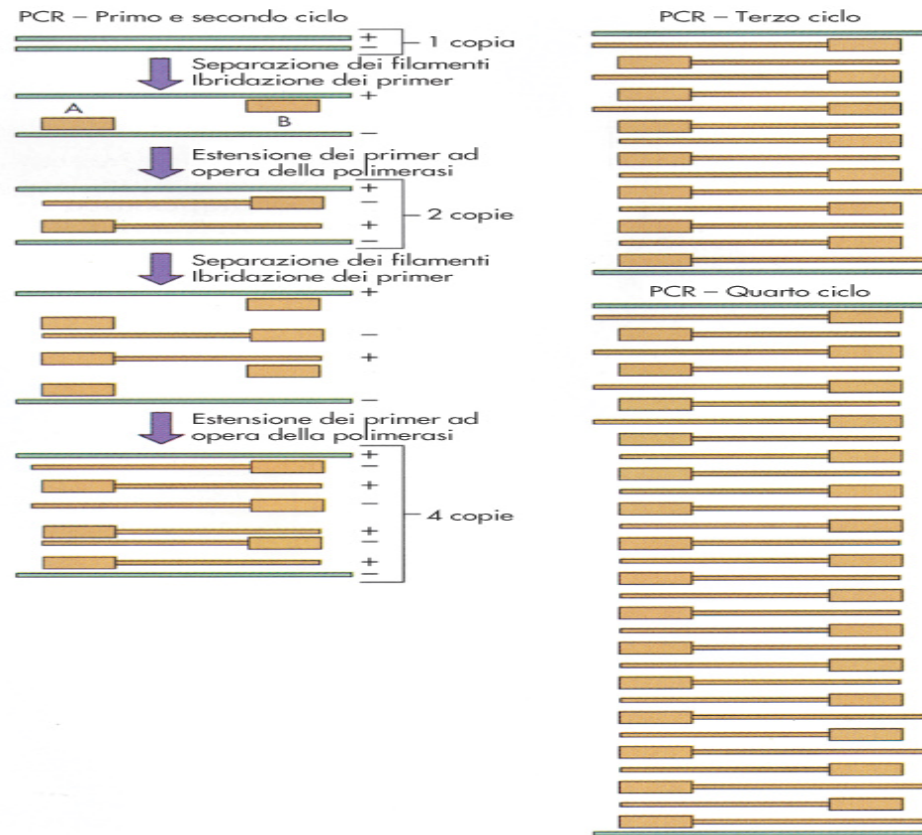 PCR – Primo e secondo ciclo
+
–
1 copia
Separazione dei filamenti
Ibridazione dei primer
+
A
B
–
Estensione dei primer ad
opera della polimerasi
+
–
2 copie
+
–
Separazione dei filamenti
Ibridazione dei primer
+
–
+
–
Estensione dei primer ad
opera della polimerasi
+
–
+
–
4 copie
+
–
+
–
PCR – Terzo ciclo
PCR – Quarto ciclo